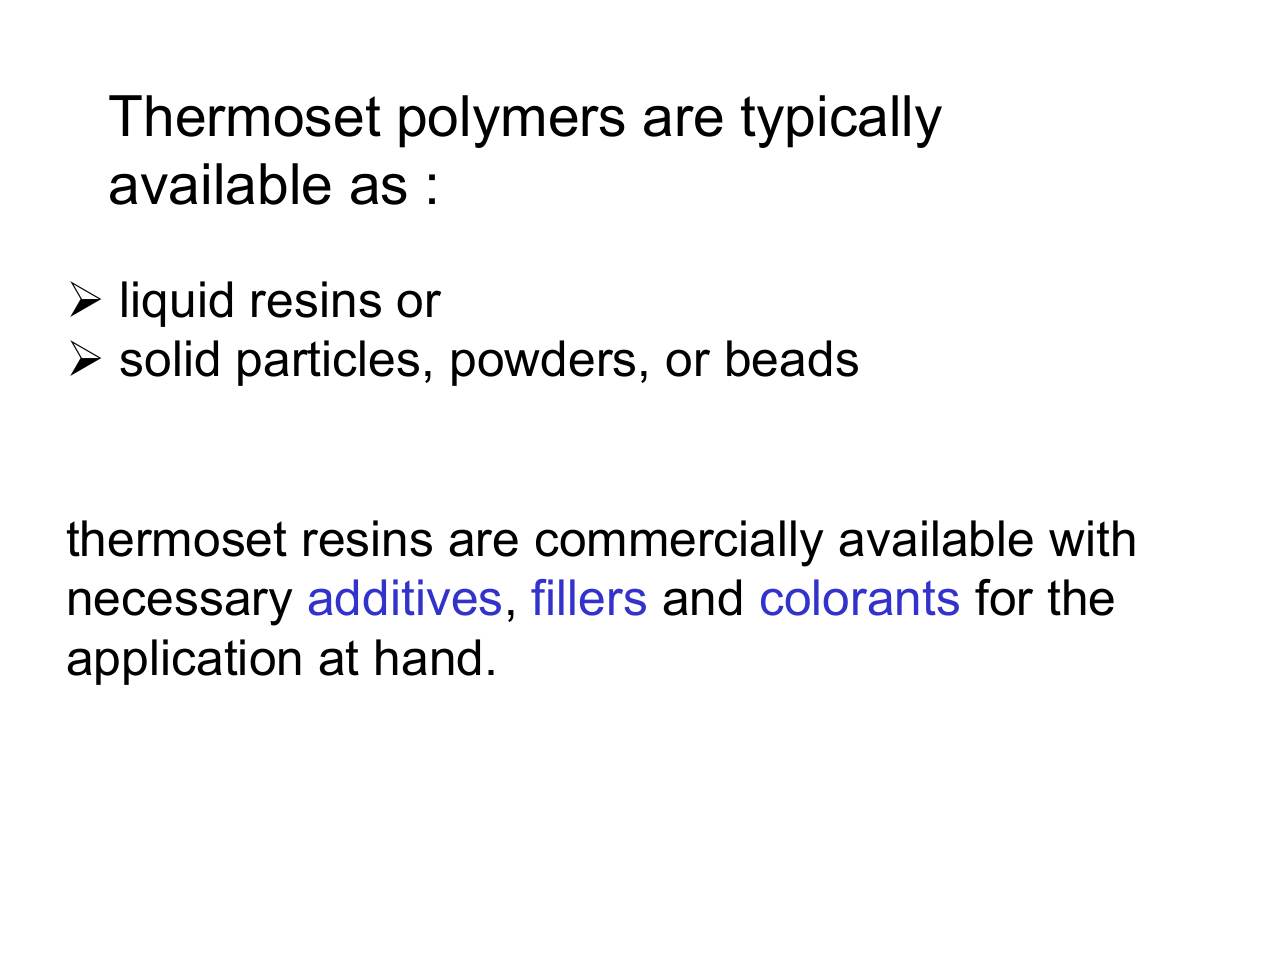 Thermoset polymers are typically
available as :
➢ liquid resins or
➢ solid particles, powders, or beads
thermoset resins are commercially available with
necessary additives, fillers and colorants for the
application at hand.